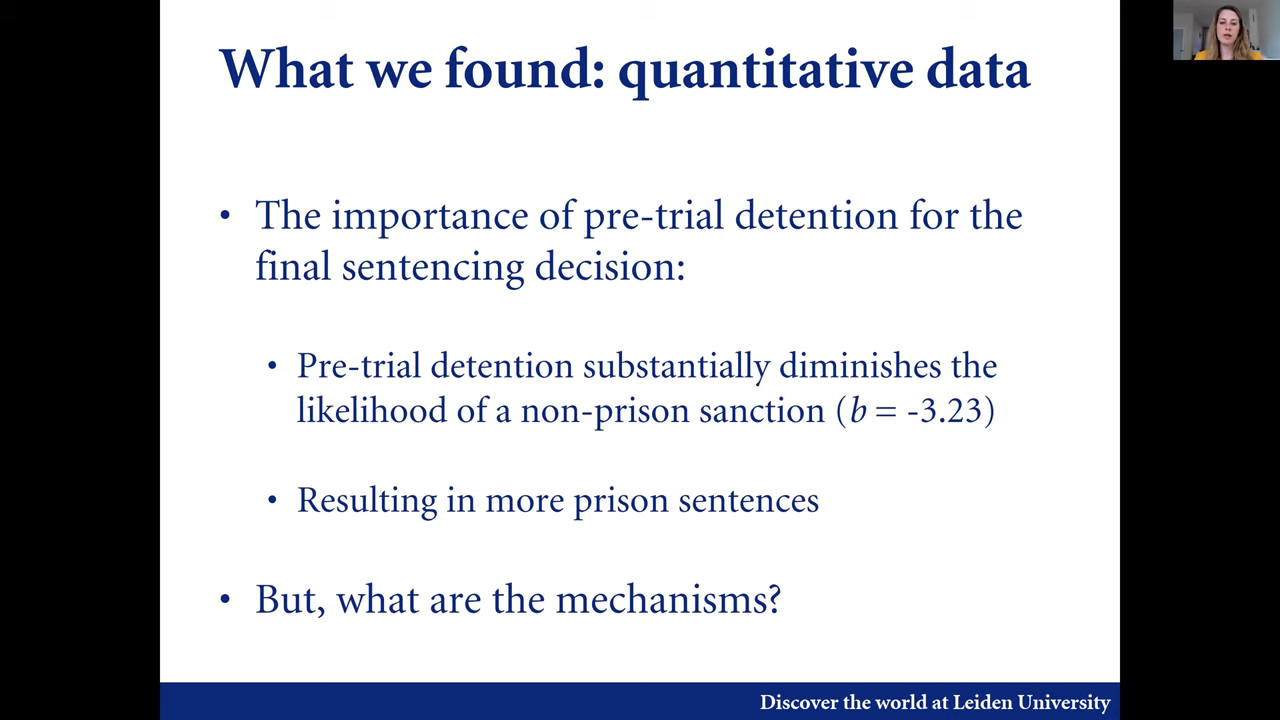 What we found: quantitative data
• The importance of pre-trial detention for the
final sentencing decision:
• Pre-trial detention substantially diminishes the
likelihood of a non-prison sanction (b = -3.23)
• Resulting in more prison sentences
• But, what are the mechanisms?
Discover the world at Leiden University